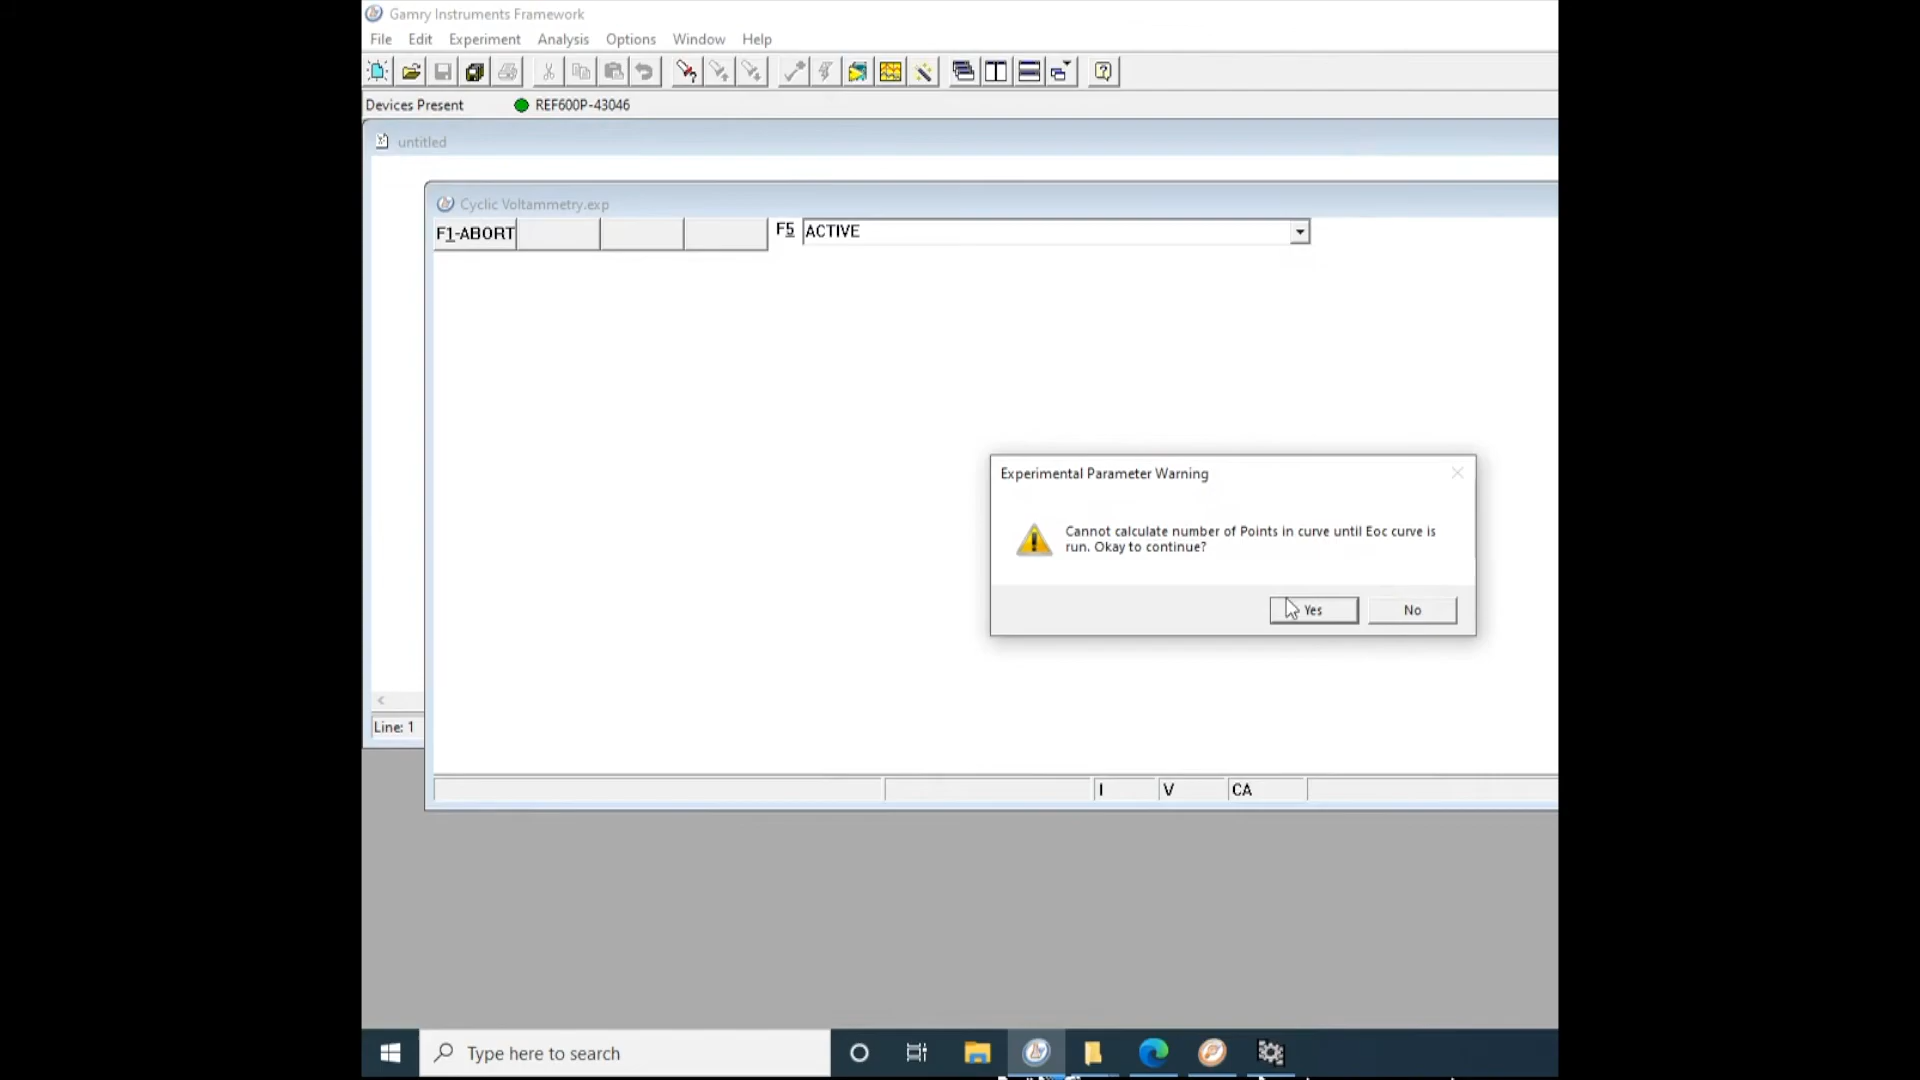 Gamry Instruments Framework
File Edit Experiment Analysis Options Window Help
Devices Present REF600P-43046
untitled
Cyclic Voltammetry.exp
F1-ABORT F5 ACTIVE
Experimental Parameter Warning
Cannot calculate number of Points in curve until Eoc curve is
run. Okay to continue?
Yes No
Line: 1
I V CA
Type here to search